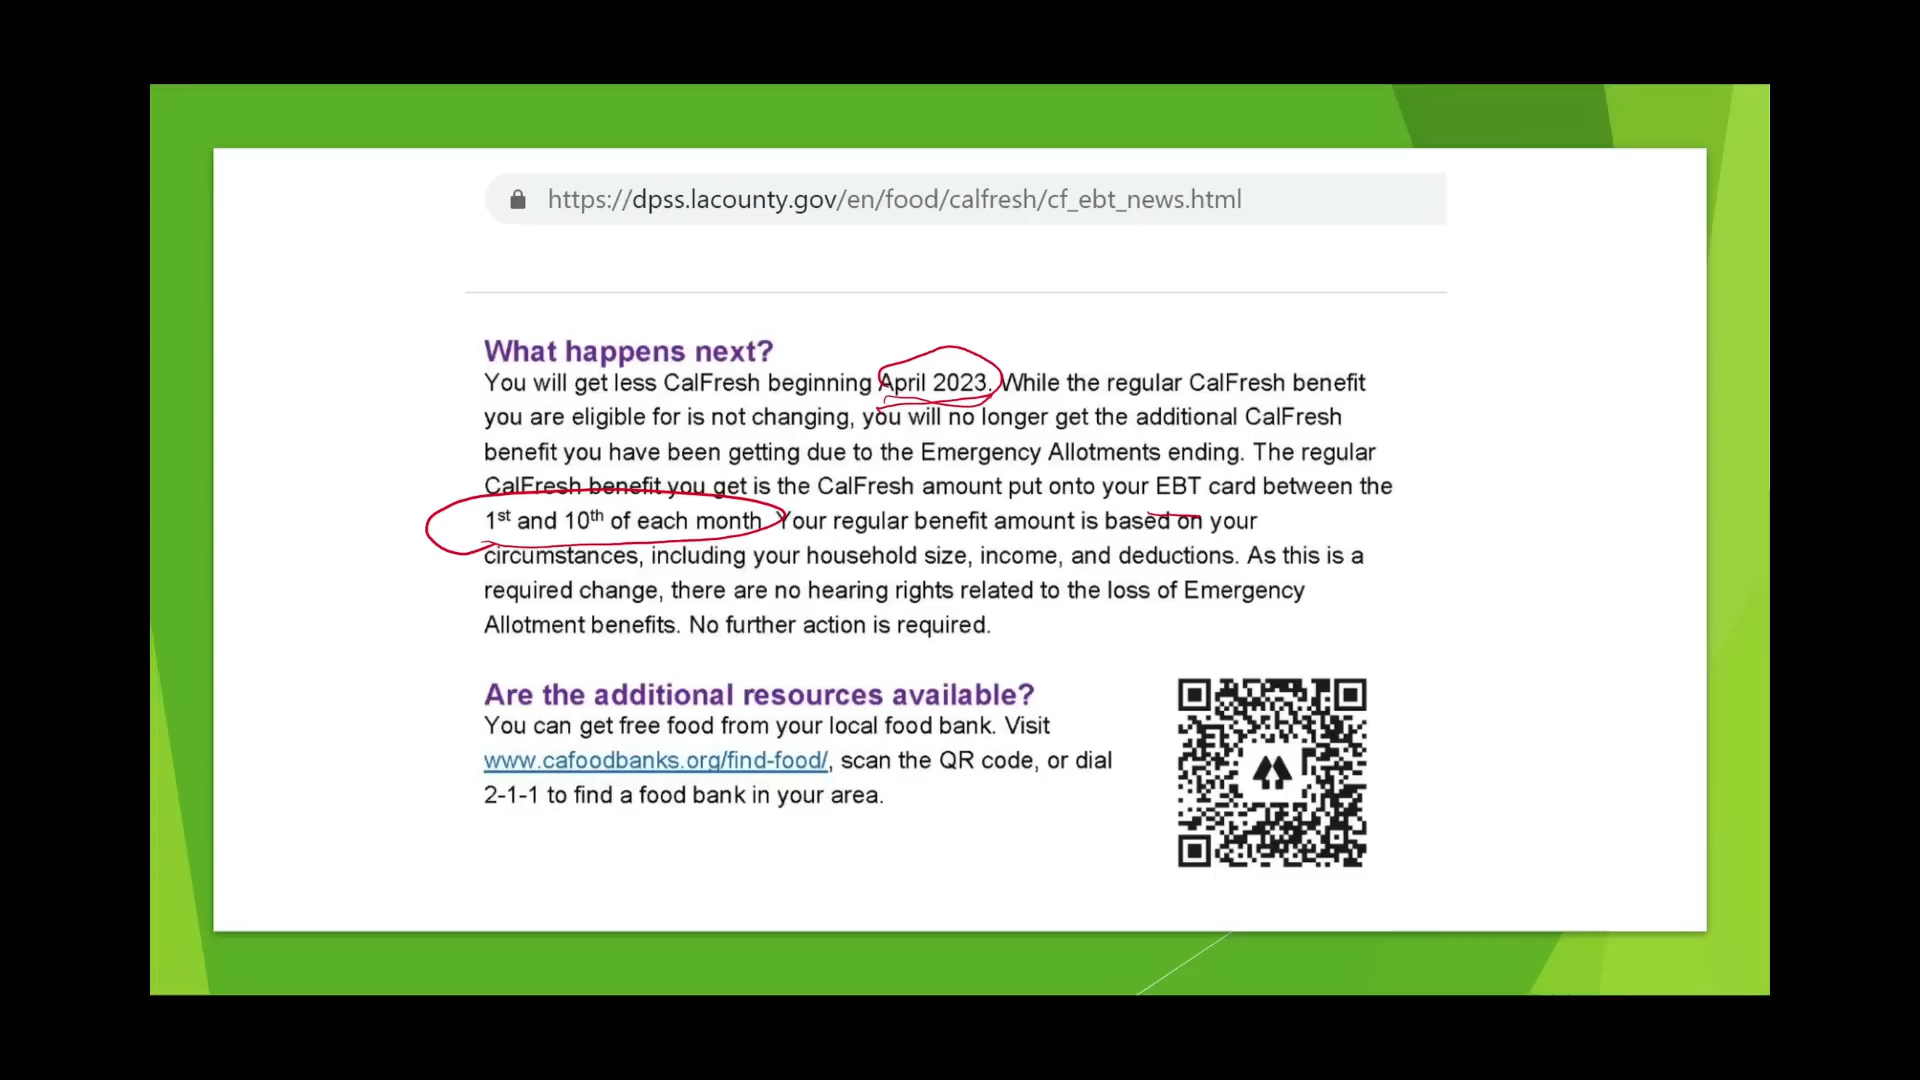 https://dpss.lacounty.gov/en/food/calfresh/cf_ebt_news.html
What happens next?
You will get less CalFresh beginning April 2023. While the regular CalFresh benefit
you are eligible for is not changing, you will no longer get the additional CalFresh
benefit you have been getting due to the Emergency Allotments ending. The regular
CalFresh benefit you get is the CalFresh amount put onto your EBT card between the
1st and 10th of each month. Your regular benefit amount is based on your
circumstances, including your household size, income, and deductions. As this is a
required change, there are no hearing rights related to the loss of Emergency
Allotment benefits. No further action is required.
Are the additional resources available?
You can get free food from your local food bank. Visit
www.cafoodbanks.org/find-food/, scan the QR code, or dial
2-1-1 to find a food bank in your area.